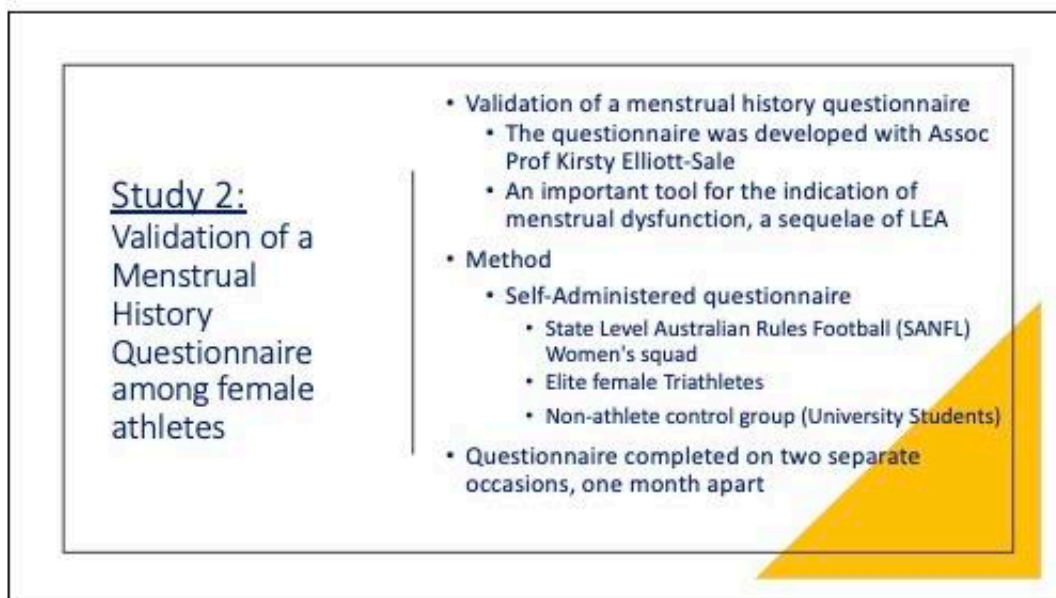 Study 2:
Validation of a
Menstrual
History
Questionnaire
among female
athletes
• Validation of a menstrual history questionnaire
• The questionnaire was developed with Assoc
Prof Kirsty Elliott-Sale
• An important tool for the indication of
menstrual dysfunction, a sequelae of LEA
• Method
• Self-Administered questionnaire
• State Level Australian Rules Football (SANFL)
Women's squad
• Elite female Triathletes
• Non-athlete control group (University Students)
• Questionnaire completed on two separate
occasions, one month apart